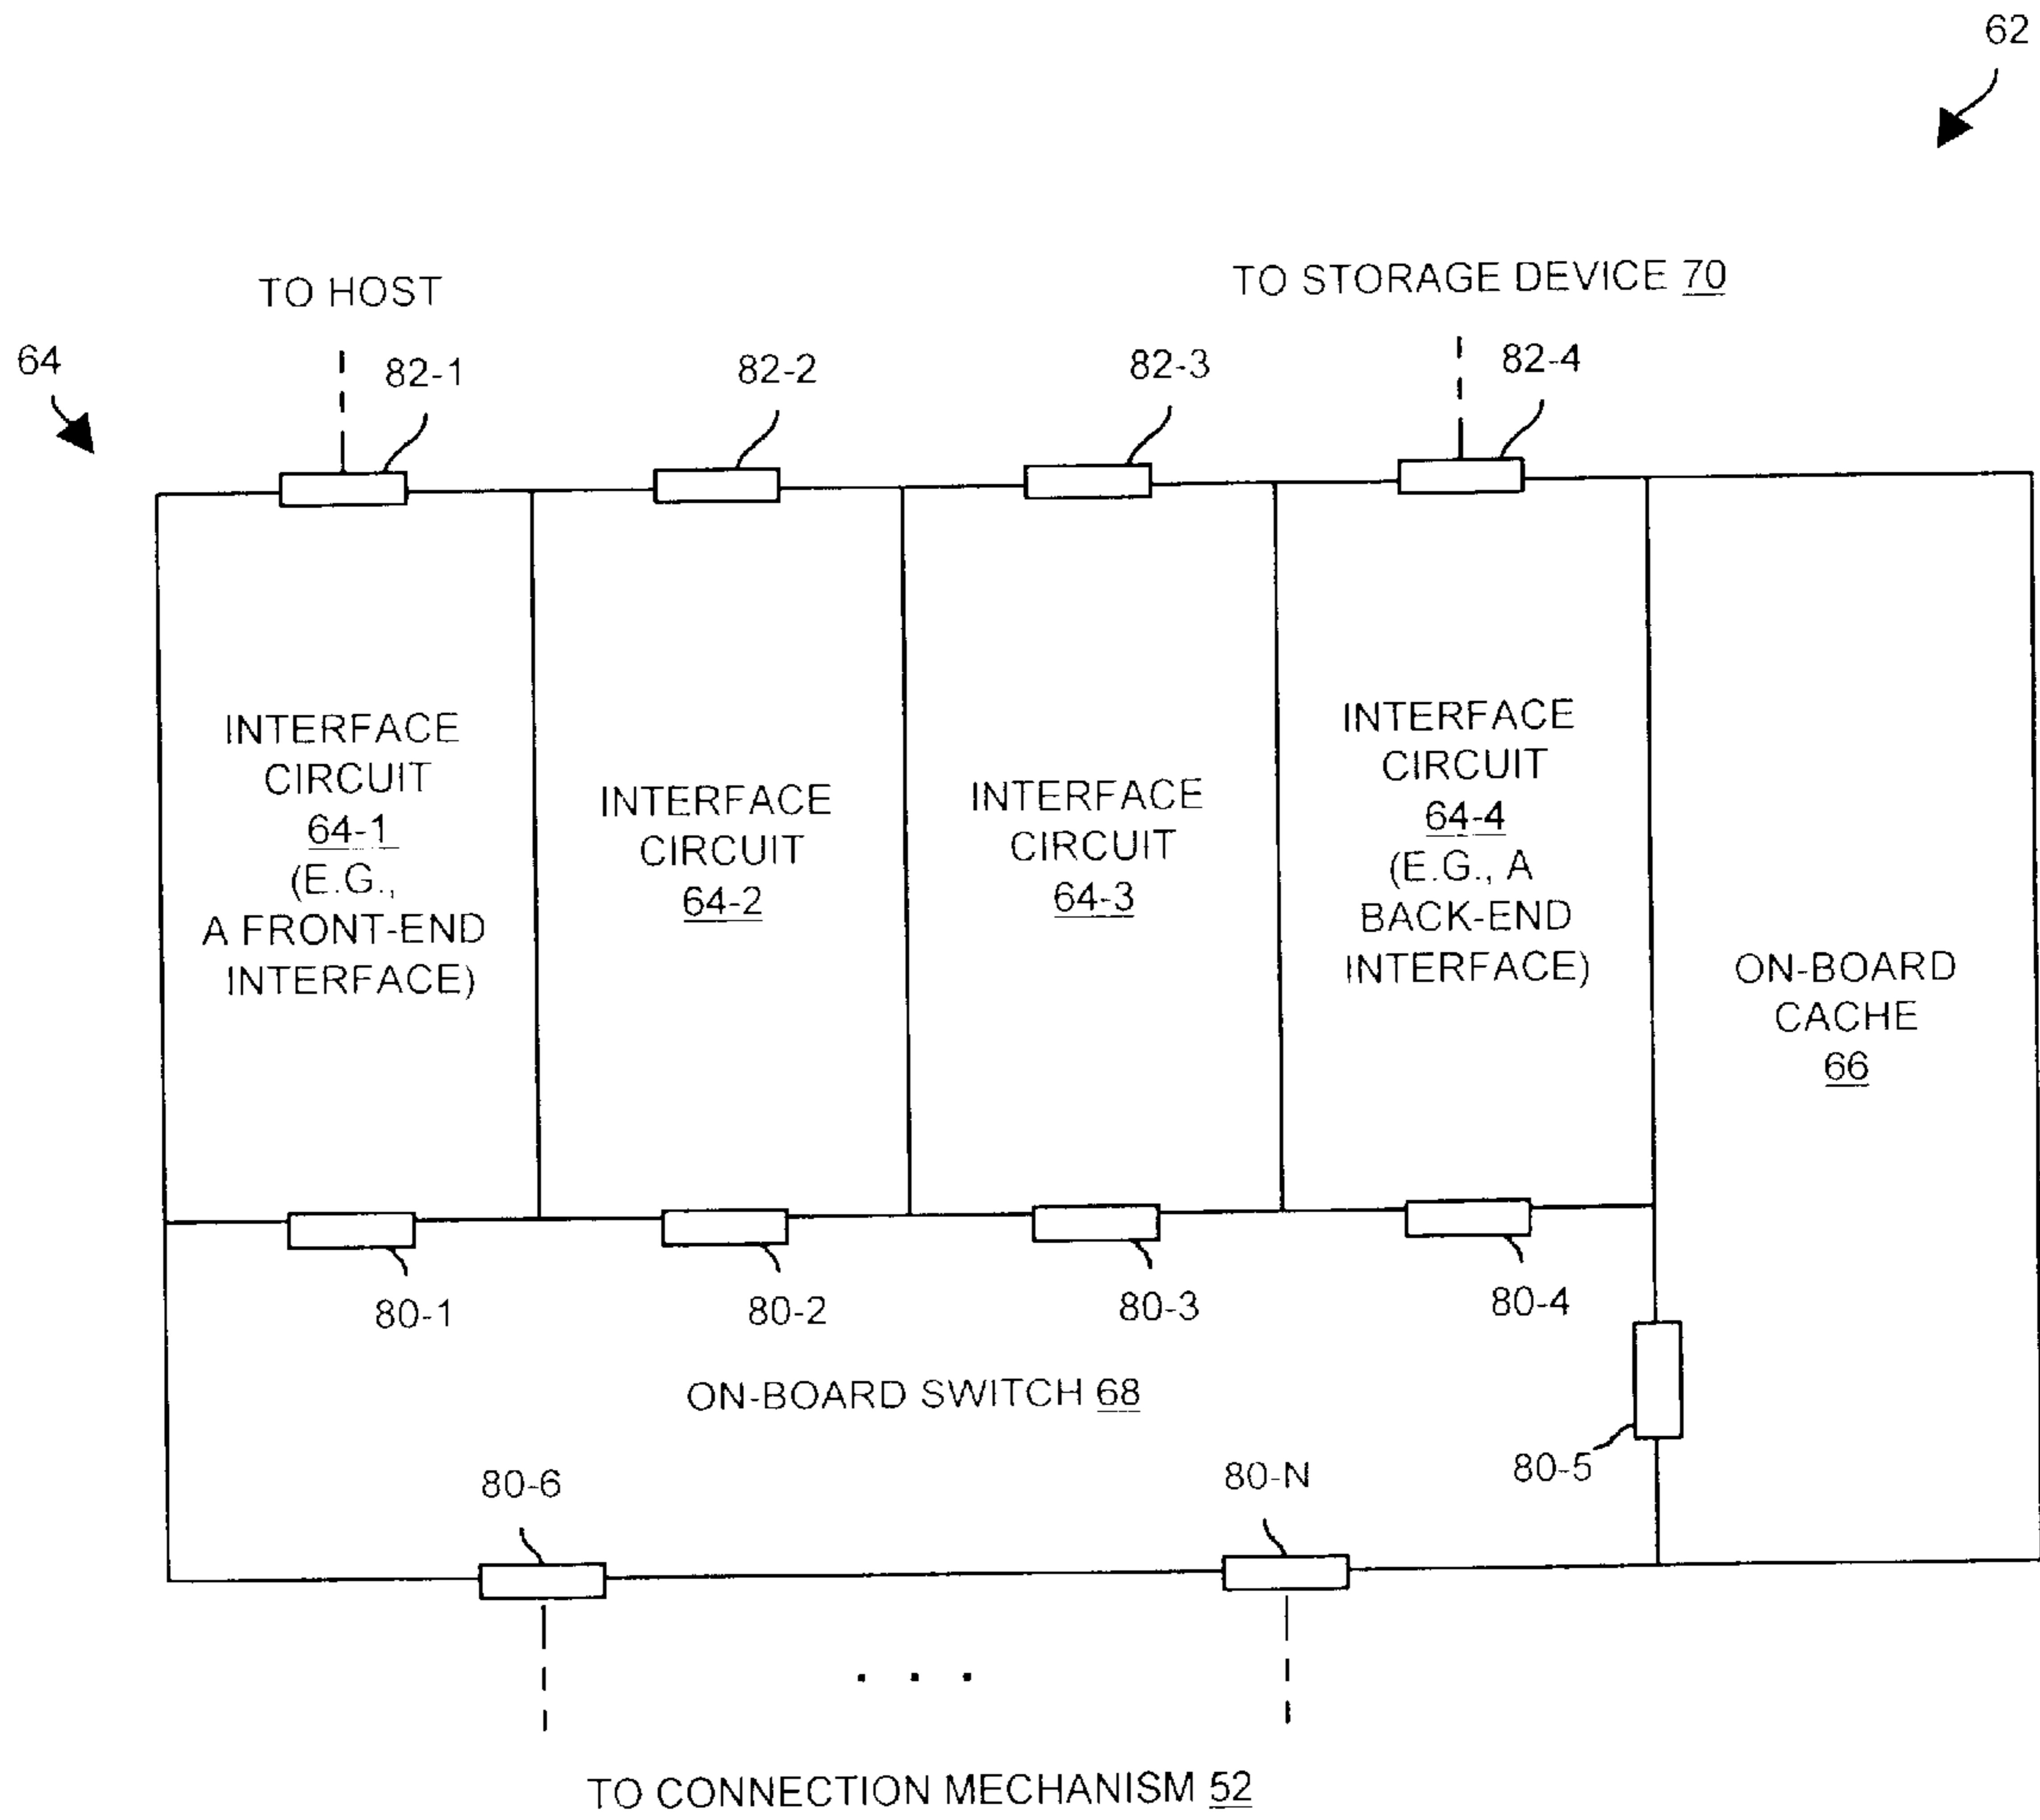 62
TO HOST
TO STORAGE DEVICE 70
64
82-1
82-2
82-3
82-4
INTERFACE
CIRCUIT
64-1
(E.G.,
A FRONT-END
INTERFACE)
INTERFACE
CIRCUIT
64-2
INTERFACE
CIRCUIT
64-3
INTERFACE
CIRCUIT
64-4
(E.G., A
BACK-END
INTERFACE)
ON-BOARD
CACHE
66
80-1
80-2
80-3
80-4
ON-BOARD SWITCH 68
80-5
80-6
80-N
. . .
TO CONNECTION MECHANISM 52